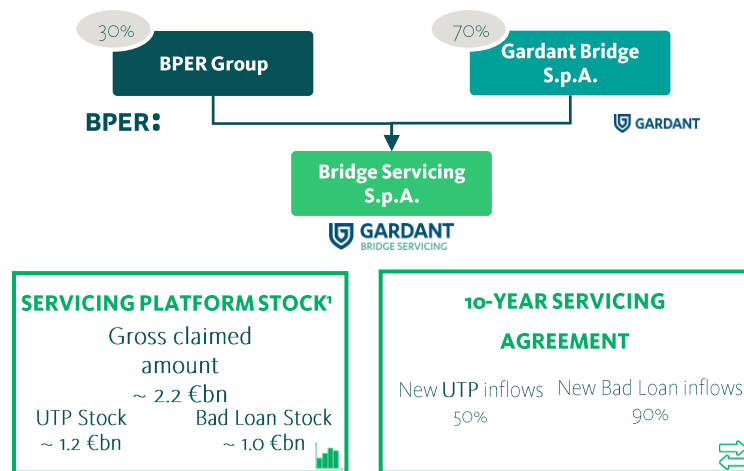 30%
BPER Group
70%
Gardant Bridge
S.p.A.
BPER:
GARDANT
Bridge Servicing
S.p.A.
GARDANT
BRIDGE SERVICING
SERVICING PLATFORM STOCK¹
Gross claimed
amount
~ 2.2 €bn
UTP Stock
~ 1.2 €bn
Bad Loan Stock
~ 1.0 €bn
10-YEAR SERVICING
AGREEMENT
New UTP inflows
50%
New Bad Loan inflows
90%